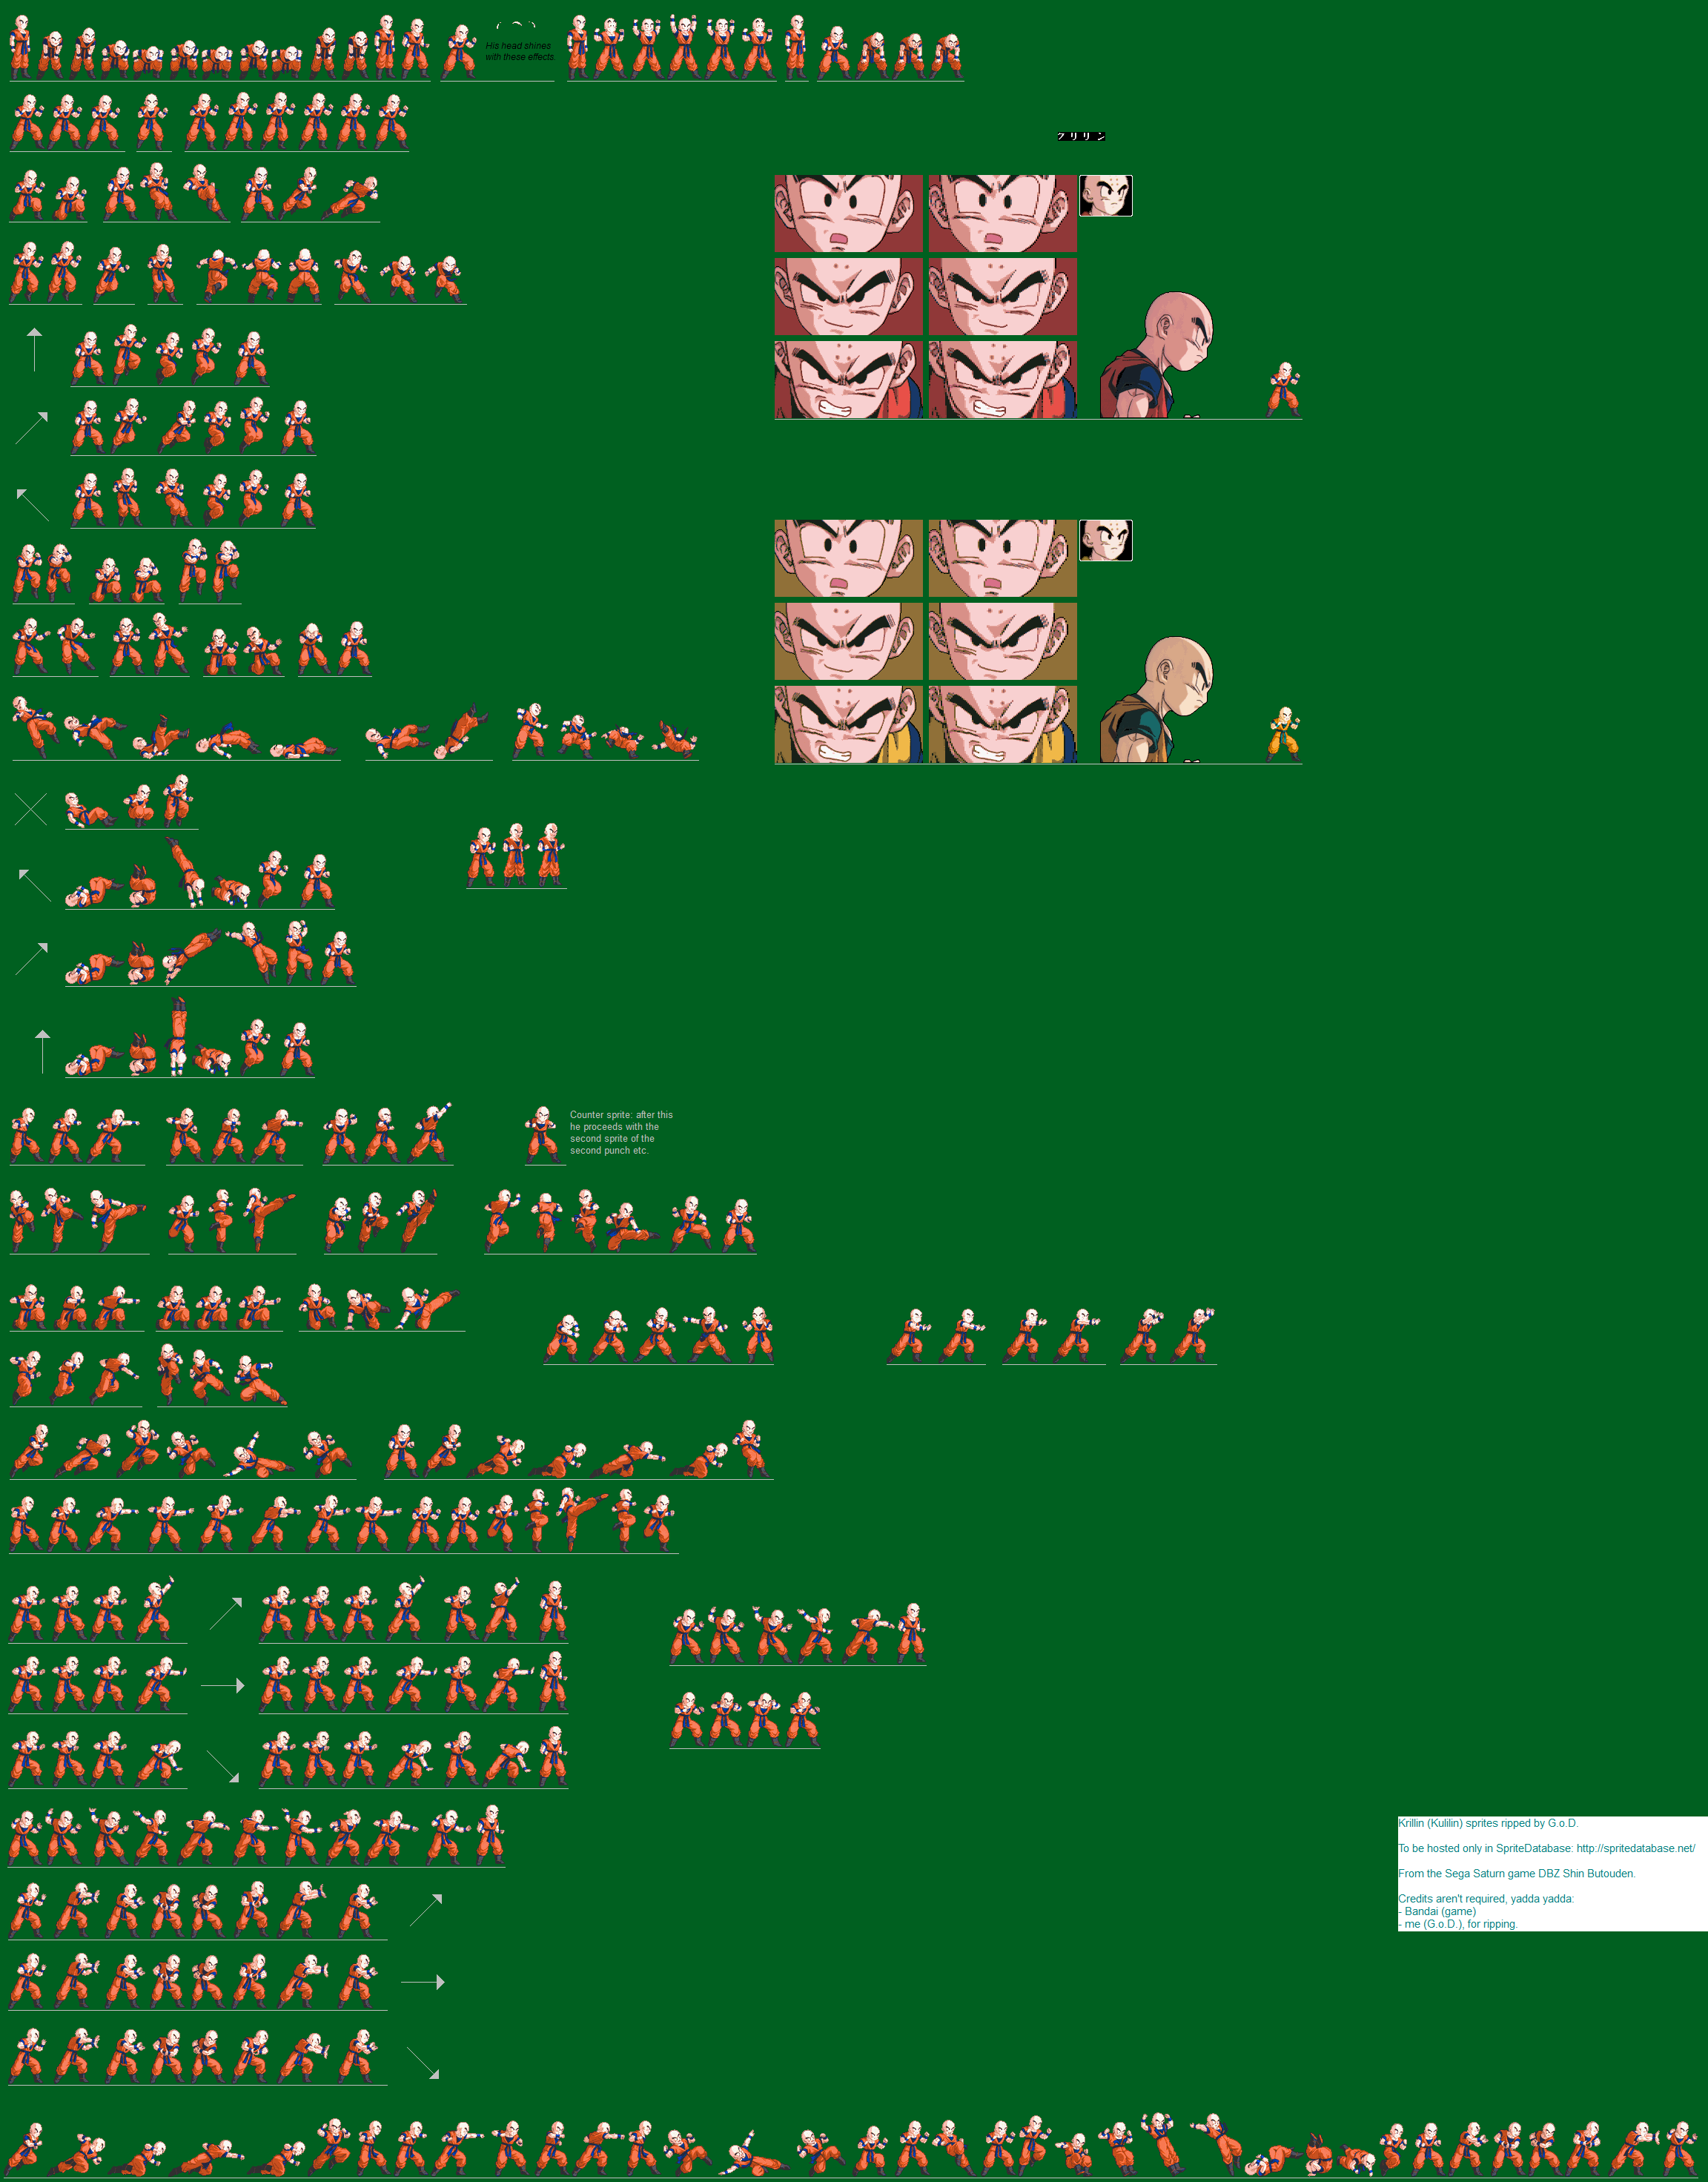 His head shines
with these effects
クリリン
Counter sprite: after this
he proceeds with the
second sprite of the
second punch etc.
Krillin (Kulilin) sprites ripped by G.o.D.
To be hosted only in SpriteDatabase: http://spritedatabase.net/
From the Sega Saturn game DBZ Shin Butouden.
Credits aren't required, yadda yadda:
- Bandai (game)
- me (G.o.D.), for ripping.